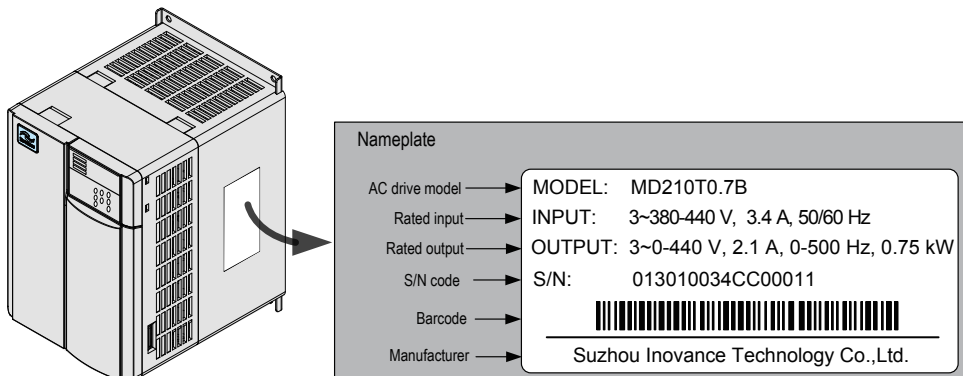 Nameplate
AC drive model
MODEL: MD210T0.7B
Rated input
INPUT: 3~380-440 V, 3.4 A, 50/60 Hz
Rated output
OUTPUT: 3~0-440 V, 2.1 A, 0-500 Hz, 0.75 kW
S/N code
S/N: 013010034CC00011
Barcode
Manufacturer
Suzhou Inovance Technology Co.,Ltd.